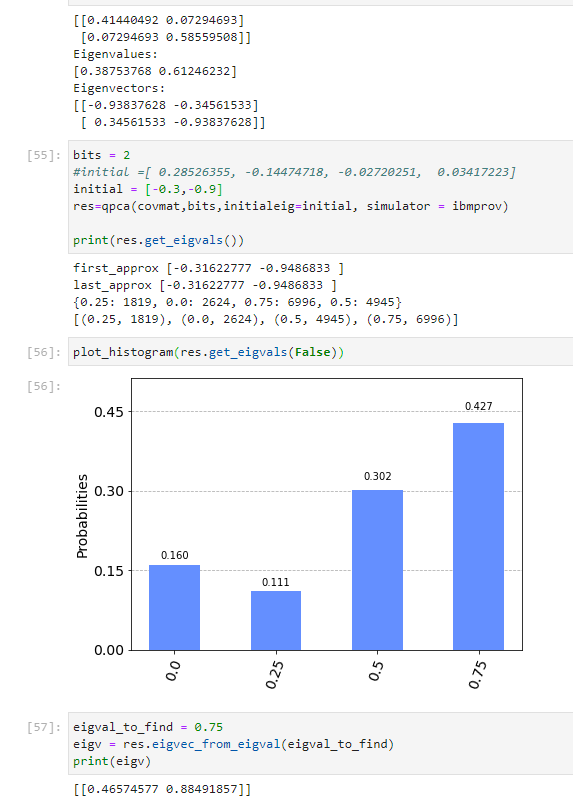 [[0.41440492 0.07294693]
[0.07294693 0.58559508]]
Eigenvalues:
[0.38753768 0.61246232]
Eigenvectors:
[[-0.93837628 -0.34561533]
[ 0.34561533 -0.93837628]]
[55]: bits = 2
#initial =[ 0.28526355, -0.14474718, -0.02720251, 0.03417223]
initial = [-0.3,-0.9]
res=qpca(covmat,bits,initialeig=initial, simulator = ibmprov)
print(res.get_eigvals())
first_approx [-0.31622777 -0.9486833 ]
last_approx [-0.31622777 -0.9486833 ]
{0.25: 1819, 0.0: 2624, 0.75: 6996, 0.5: 4945}
[(0.25, 1819), (0.0, 2624), (0.5, 4945), (0.75, 6996)]
[56]: plot_histogram(res.get_eigvals(False))
[56]:
0.45
0.30
0.15
0.00
Probabilities
0.160
0.111
0.302
0.427
0.0
0.25
0.5
0.75
[57]: eigval_to_find = 0.75
eigv = res.eigvec_from_eigval(eigval_to_find)
print(eigv)
[[0.46574577 0.88491857]]